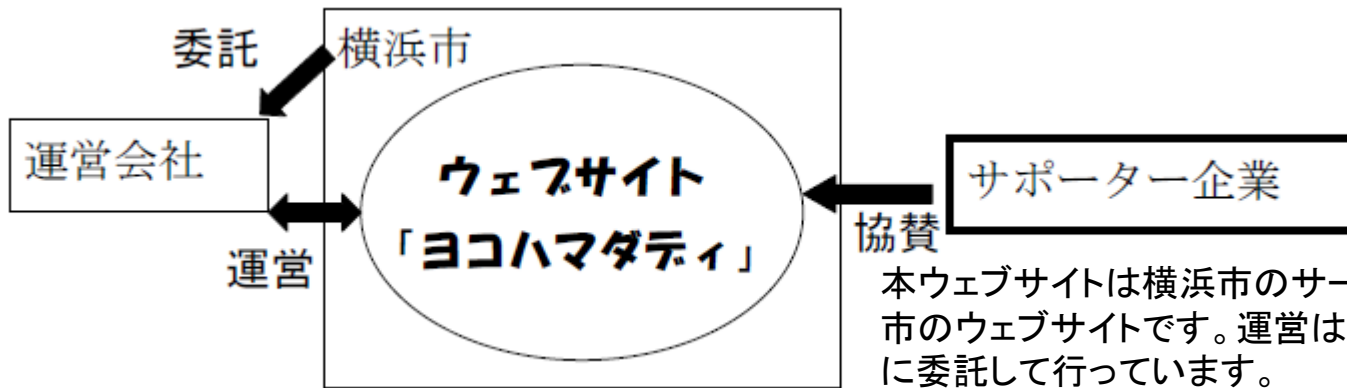 委託
横浜市
運営会社
ウェブサイト
「ヨコハマダディ」
運営
サポーター企業
協賛
本ウェブサイトは横浜市のサー
市のウェブサイトです。運営は
に委託して行っています。